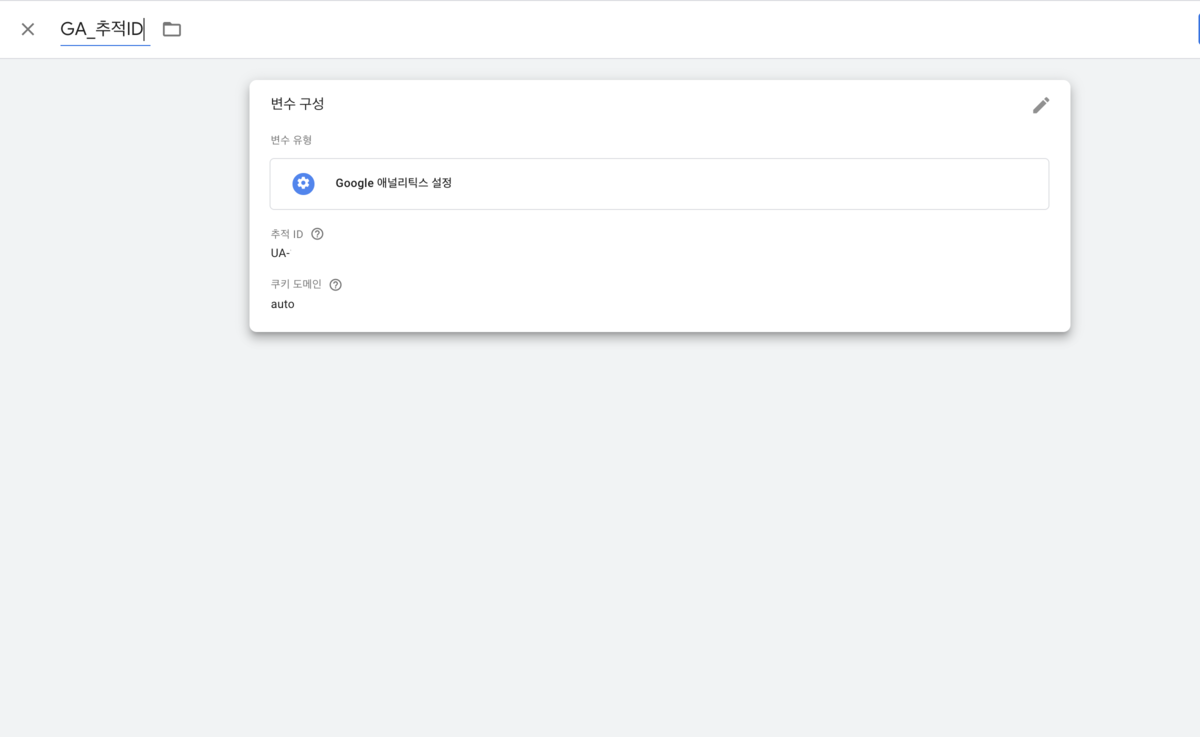 GA_추적ID
변수 구성
변수 유형
Google 애널리틱스 설정
추적 ID
UA-
쿠키 도메인
auto